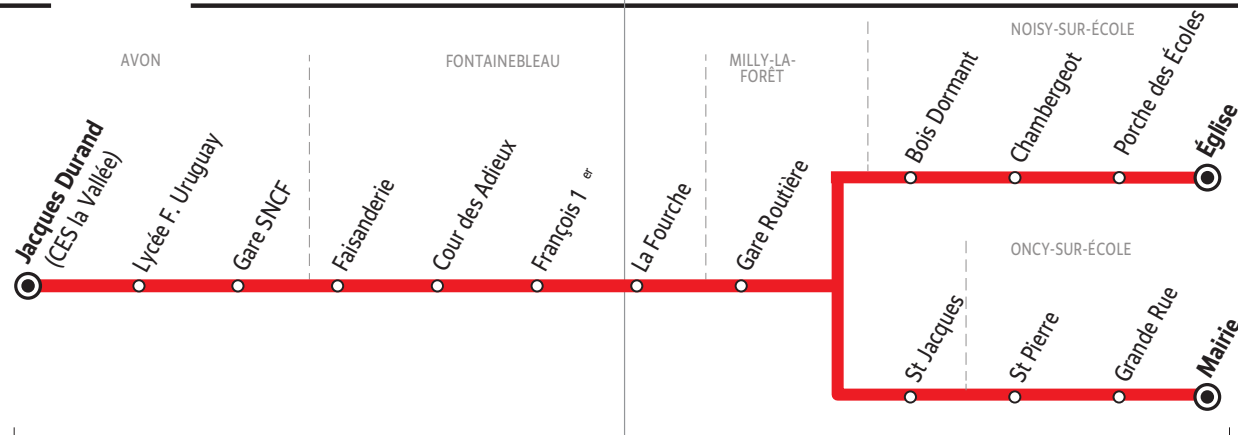 NOISY-SUR-ÉCOLE
AVON
FONTAINEBLEAU
MILLY-LA-
FORÊT
Bois Dormant
Chambergeot
Porche des Écoles
Église
Jacques Durand
(CES la Vallée)
Lycée F. Uruguay
Gare SNCF
Faisanderie
Cour des Adieux
François 1 er
La Fourche
Gare Routière
ONCY-SUR-ÉCOLE
St Jacques
St Pierre
Grande Rue
Mairie